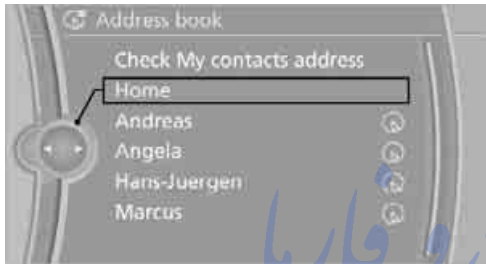 Address book
Check My contacts address
Home
Andreas
Angela
Hans-Juergen
Marcus